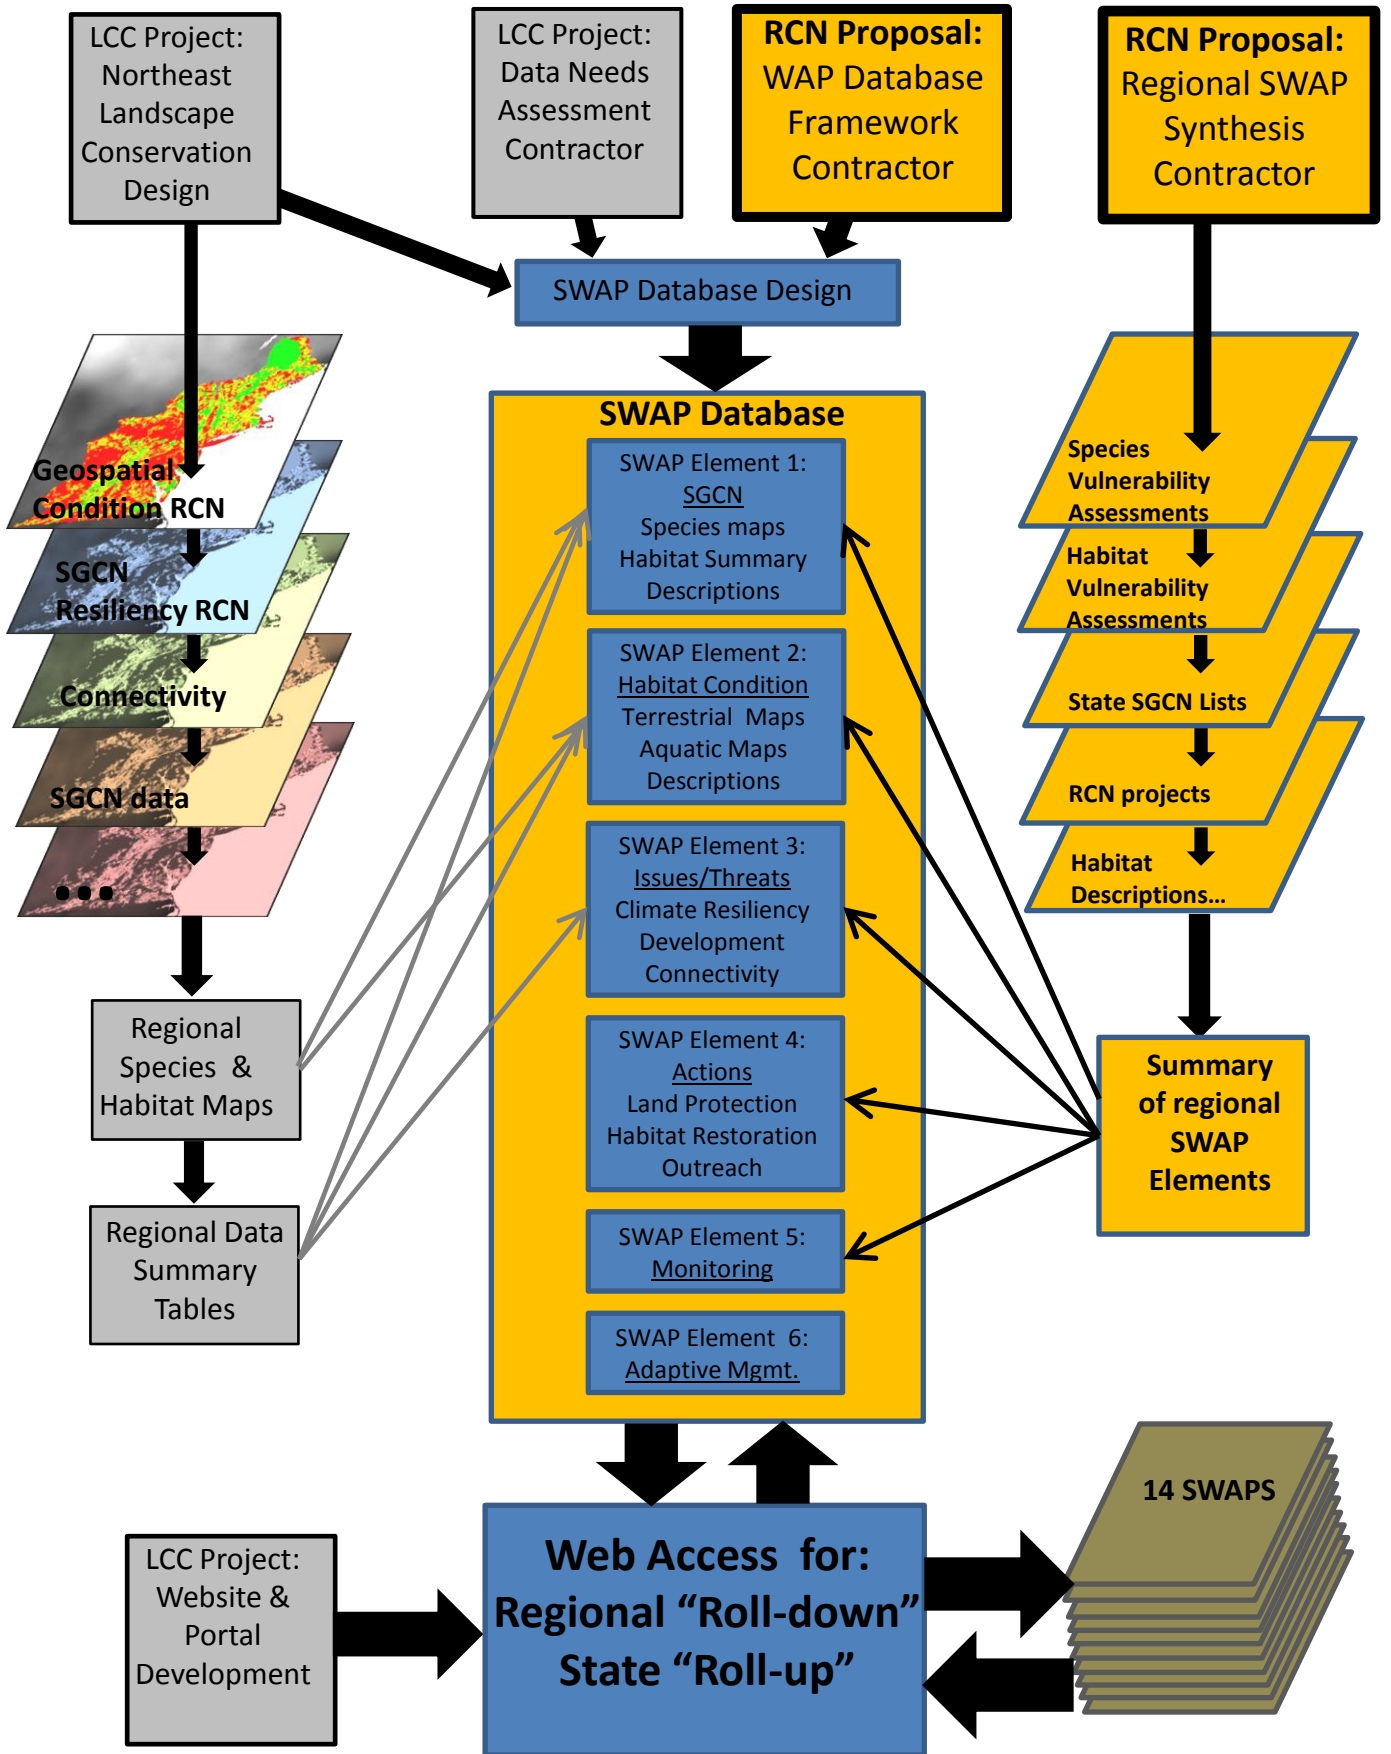 LCC Project:
Northeast
Landscape
Conservation
Design
LCC Project:
Data Needs
Assessment
Contractor
RCN Proposal:
WAP Database
Framework
Contractor
RCN Proposal:
Regional SWAP
Synthesis
Contractor
SWAP Database Design
Geospatial
Condition RCN
SGCN
Resiliency RCN
Connectivity
SGCN data
...
Regional
Species &
Habitat Maps
Regional Data
Summary
Tables
SWAP Database
SWAP Element 1:
SGCN
Species maps
Habitat Summary
Descriptions
SWAP Element 2:
Habitat Condition
Terrestrial Maps
Aquatic Maps
Descriptions
SWAP Element 3:
Issues/Threats
Climate Resiliency
Development
Connectivity
SWAP Element 4:
Actions
Land Protection
Habitat Restoration
Outreach
SWAP Element 5:
Monitoring
SWAP Element 6:
Adaptive Mgmt.
Species
Vulnerability
Assessments
Habitat
Vulnerability
Assessments
State SGCN Lists
RCN projects
Habitat
Descriptions...
Summary
of regional
SWAP
Elements
LCC Project:
Website &
Portal
Development
Web Access for:
Regional “Roll-down”
State “Roll-up”
14 SWAPS